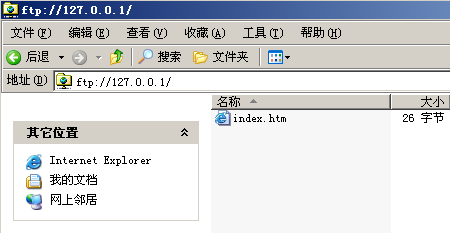 ftp://127.0.0.1/
文件(F) 编辑(E) 查看(V) 收藏(A) 工具(T) 帮助(H)
后退 搜索 文件夹
地址(D) ftp://127.0.0.1/
名称 大小
index.htm 26 字节
其它位置
Internet Explorer
我的文档
网上邻居